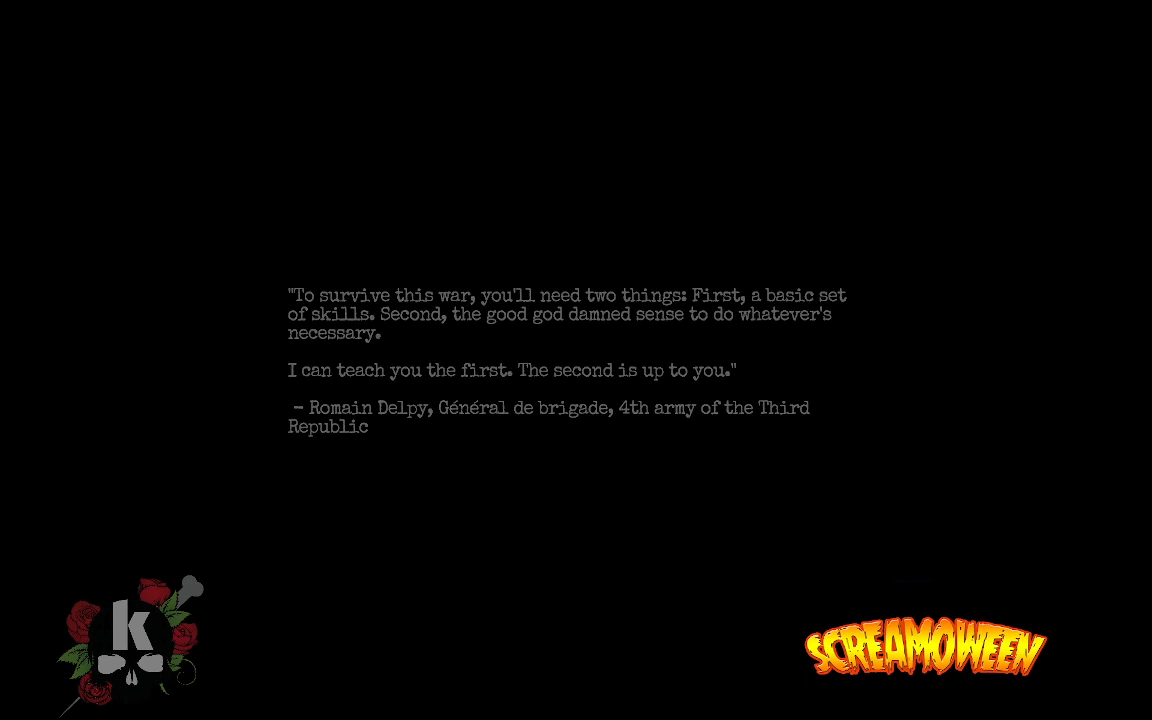 "To survive this war, you'll need two things: First, a basic set
of skills. Second, the good god damned sense to do whatever's
necessary.
I can teach you the first. The second is up to you."
– Romain Delpy, Général de brigade, 4th army of the Third
Republic
k
SCREAMOWEEN